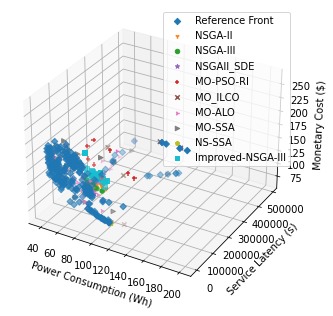 Reference Front
NSGA-II
NSGA-III
NSGAII_SDE
MO-PSO-RI
MO_ILCO
MO-ALO
MO-SSA
NS-SSA
Improved-NSGA-III
250
225
200
175
150
125
100
75
Monetary Cost ($)
500000
400000
300000
200000
100000
0
Service Latency (s)
40 60 80 100 120 140 160 180 200
Power Consumption (Wh)